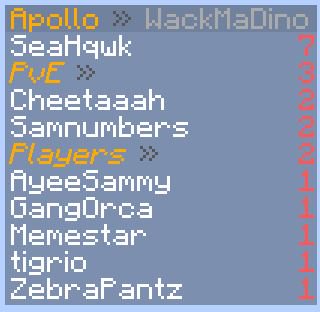 Apollo » WackMaDino
SeaHqwk 7
PvE » 3
Cheetaaah 2
Samnumbers 2
Players » 2
AyeeSammy 1
GangOrca 1
Memestar 1
tigrio 1
ZebraPantz 1